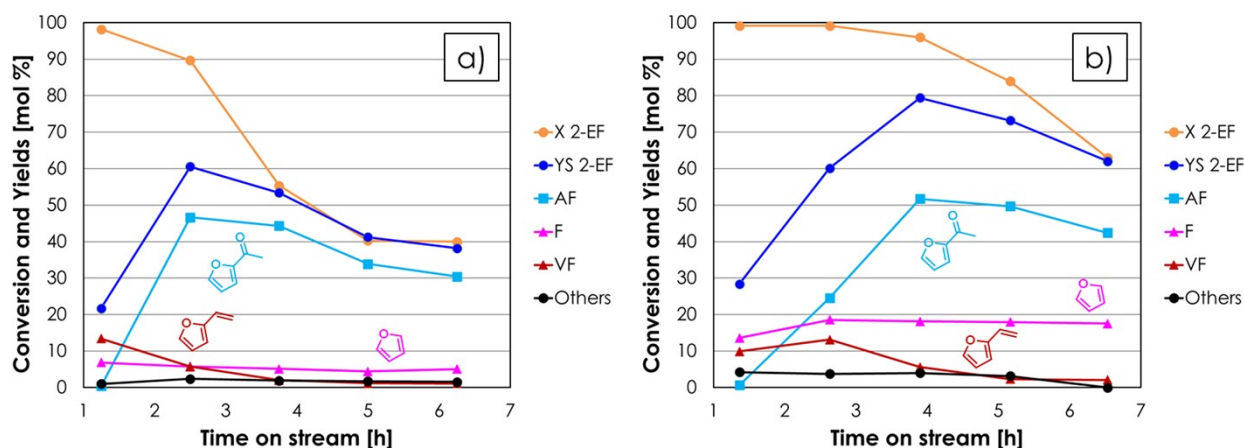 a)
Conversion and Yields [mol %]
100
90
80
70
60
50
40
30
20
10
0
1 2 3 4 5 6 7
Time on stream [h]
X 2-EF
YS 2-EF
AF
F
VF
Others
O
O
O
O
b)
Conversion and Yields [mol %]
100
90
80
70
60
50
40
30
20
10
0
1 2 3 4 5 6 7
Time on stream [h]
X 2-EF
YS 2-EF
AF
F
VF
Others
O
O
O
O